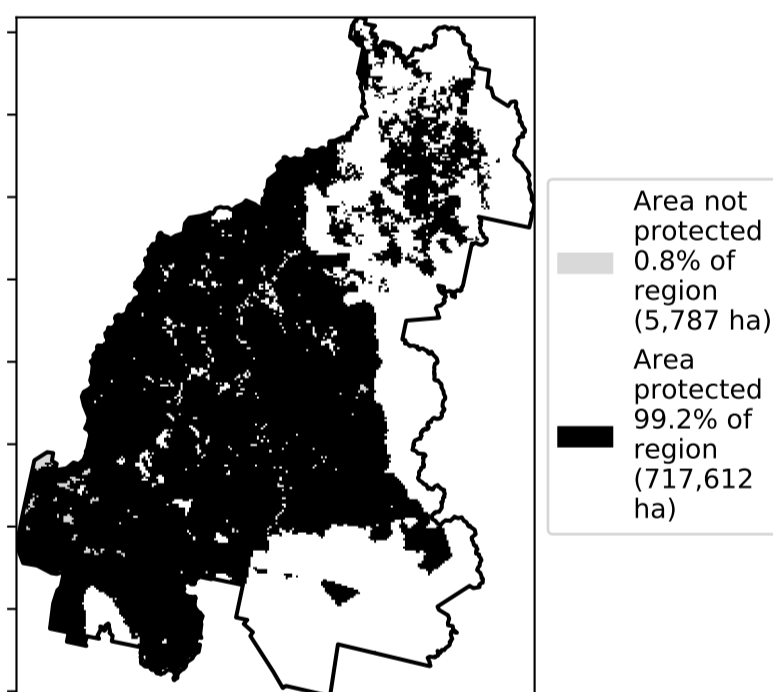 Area not
protected
0.8% of
region
(5,787 ha)
Area
protected
99.2% of
region
(717,612
ha)